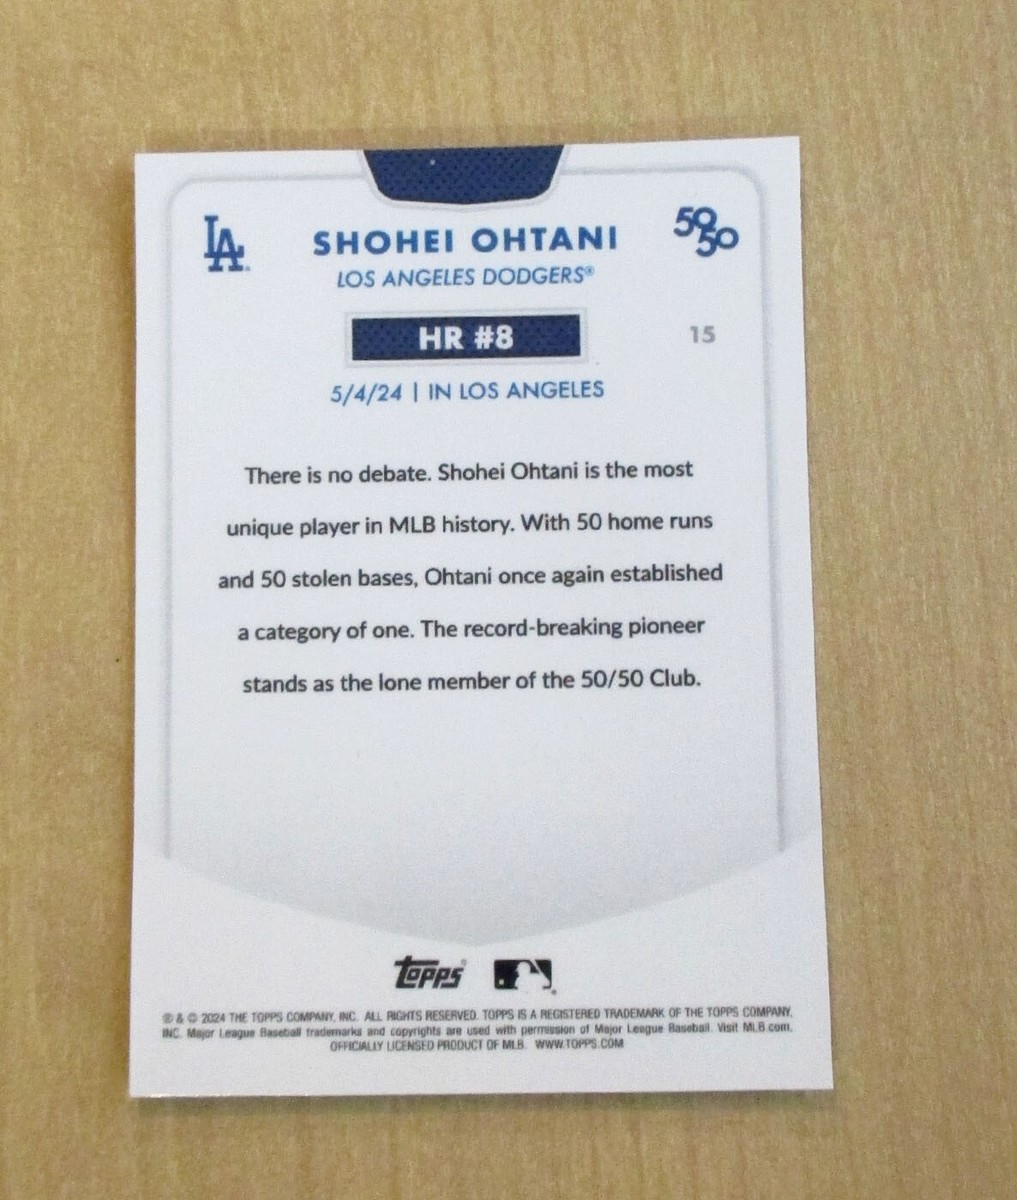 LA
SHOHEI OHTANI
50/50
LOS ANGELES DODGERS®
HR #8
15
5/4/24 | IN LOS ANGELES
There is no debate. Shohei Ohtani is the most
unique player in MLB history. With 50 home runs
and 50 stolen bases, Ohtani once again established
a category of one. The record-breaking pioneer
stands as the lone member of the 50/50 Club.
Topps®
® & © 2024 THE TOPPS COMPANY, INC. ALL RIGHTS RESERVED. TOPPS IS A REGISTERED TRADEMARK OF THE TOPPS COMPANY,
INC. Major League Baseball trademarks and copyrights are used with permission of Major League Baseball. Visit MLB.com.
OFFICIALLY LICENSED PRODUCT OF MLB. WWW.TOPPS.COM